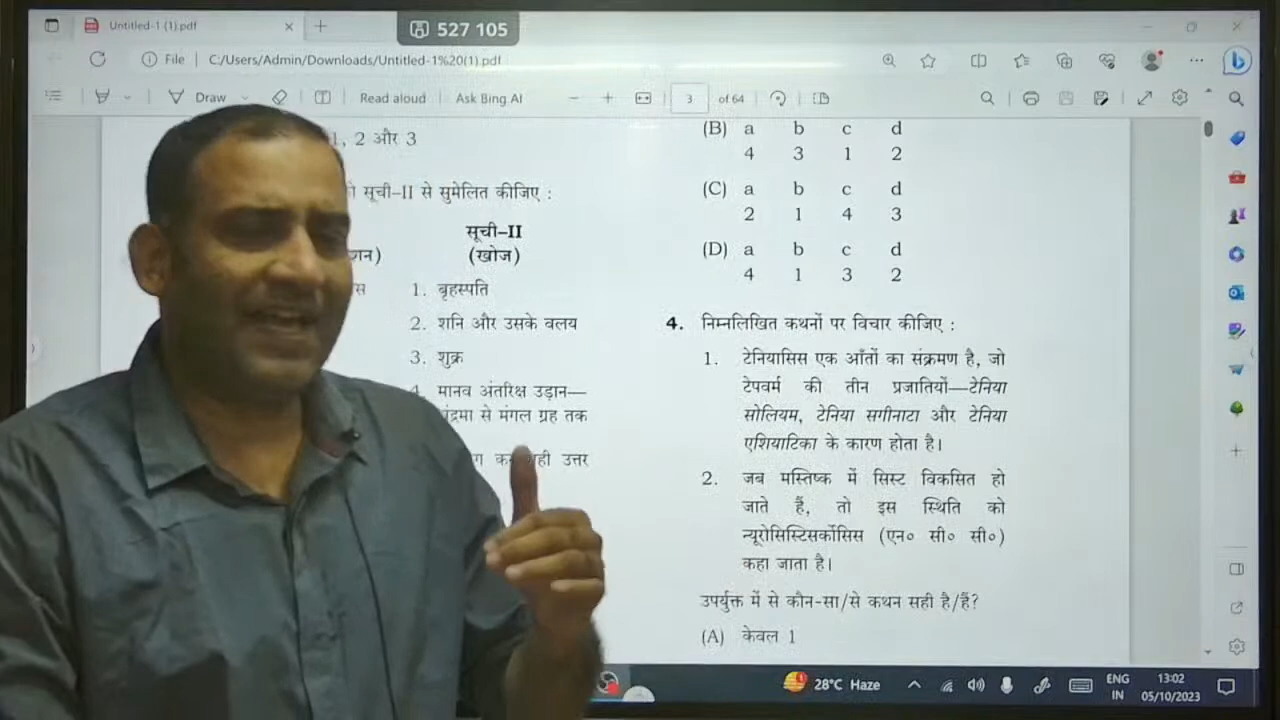 Untitled-1 (1).pdf
527 105
File C:/Users/Admin/Downloads/Untitled-1%20(1).pdf
Draw
Read aloud
Ask Bing AI
3 of 64
1, 2 और 3
सूची-II से सुमेलित कीजिए :
सूची-II
(खोज)
1. बृहस्पति
2. शनि और उसके वलय
3. शुक्र
4. मानव अंतरिक्ष उड़ान—
से मंगल ग्रह तक
उत्तर
(B) a b c d
4 3 1 2
(C) a b c d
2 1 4 3
(D) a b c d
4 1 3 2
4. निम्नलिखित कथनों पर विचार कीजिए :
1. टेनियासिस एक आँतों का संक्रमण है, जो
टेपवर्म की तीन प्रजातियों—टेनिया
सोलियम, टेनिया सगीनाटा और टेनिया
एशियाटिका के कारण होता है।
2. जब मस्तिष्क में सिस्ट विकसित हो
जाते हैं, तो इस स्थिति को
न्यूरोसिस्टिसर्कोसिस (एन० सी० सी०)
कहा जाता है।
उपर्युक्त में से कौन-सा/से कथन सही है/हैं?
(A) केवल 1
28°C Haze
ENG
IN
13:02
05/10/2023